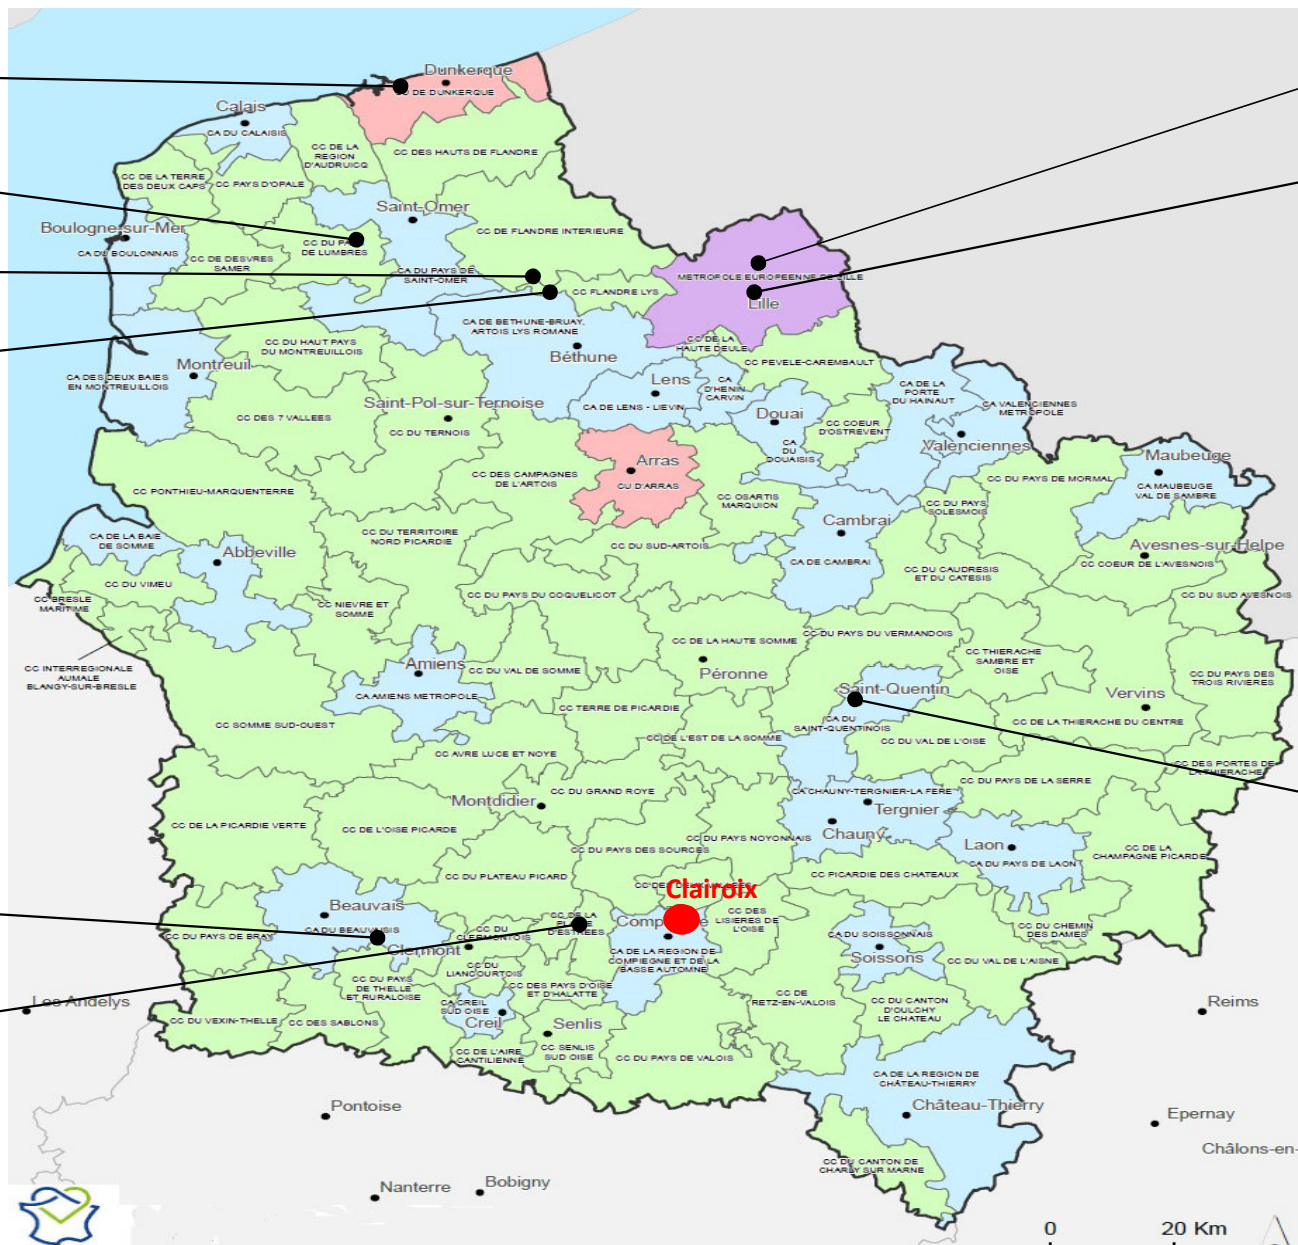 Dunkerque
CU DE DUNKERQUE
Calais
CA DU CALAISIS
CC DE LA
REGION
D'AUDRUICQ
CC DES HAUTS DE FLANDRE
CC DE LA TERRE
DES DEUX CAPS
CC PAYS D'OPALE
Saint-Omer
Boulogne-sur-Mer
CA DU BOULONNAIS
CC DE DESVRES
SAMER
CC DU PAYS
DE LUMBRES
CC DE FLANDRE INTERIEURE
CA DU PAYS DE
SAINT-OMER
CC FLANDRE LYS
METROPOLE EUROPEENNE DE LILLE
Lille
CA DE BETHUNE-BRUAY,
ARTOIS LYS ROMANE
Béthune
CC DU HAUT PAYS
DU MONTREUILLOIS
CC DE LA
HAUTE DEULE
CC PEVELE-CAREMBAULT
CA DES DEUX BAIES
EN MONTREUILLOIS
Montreuil
Lens
CA DE LENS - LIEVIN
CA
D'HENIN
CARVIN
CA DE LA
PORTE
DU HAINAUT
CA VALENCIENNES
METROPOLE
Valenciennes
Saint-Pol-sur-Ternoise
CC DES 7 VALLEES
CC DU TERNOIS
Douai
CA
DU
DOUAISIS
CC COEUR
D'OSTREVENT
Maubeuge
CA MAUBEUGE
VAL DE SAMBRE
Arras
CU D'ARRAS
CC DES CAMPAGNES
DE L'ARTOIS
CC PONTHIEU-MARQUENTERRE
CC OSARTIS
MARQUION
CC DU PAYS DE MORMAL
CC DU PAYS
SOLESMOIS
Cambrai
CA DE CAMBRAI
CA DE LA BAIE
DE SOMME
Abbeville
CC DU TERRITOIRE
NORD PICARDIE
CC DU SUD-ARTOIS
Avesnes-sur-Helpe
CC COEUR DE L'AVESNOIS
CC DU CAUDRESIS
ET DU CATESIS
CC DU VIMEU
CC BRESLE
MARITIME
CC NIEVRE ET
SOMME
CC DU PAYS DU COQUELICOT
CC DU SUD AVESNOIS
CC INTERREGIONALE
AUMALE
BLANGY-SUR-BRESLE
CC DE LA HAUTE SOMME
CC DU PAYS DU VERMANDOIS
CC THIERACHE
SAMBRE ET
OISE
Amiens
CA AMIENS METROPOLE
CC DU VAL DE SOMME
Péronne
Saint-Quentin
CA DU
SAINT-QUENTINOIS
Vervins
CC DU PAYS DES
TROIS RIVIERES
CC SOMME SUD-OUEST
CC TERRE DE PICARDIE
CC DE LA THIERACHE DU CENTRE
CC DE L'EST DE LA SOMME
CC DU VAL DE L'OISE
CC AVRE LUCE ET NOYE
CC DES PORTES DE
LA THIERACHE
CC DU PAYS DE LA SERRE
Montdidier
CC DU GRAND ROYE
CA CHAUNY-TERGNIER-LA FERE
Tergnier
Chauny
CC DE LA PICARDIE VERTE
CC DE L'OISE PICARDE
CC DU PAYS NOYONNAIS
Laon
CA DU PAYS DE LAON
CC DE LA
CHAMPAGNE PICARDE
CC DU PAYS DES SOURCES
CC DU PLATEAU PICARD
CC PICARDIE DES CHATEAUX
Clairoix
Beauvais
CA DU BEAUVAISIS
CC DE LA
D'ESTREES
CC DES
LISIERES DE
L'OISE
CC DU CHEMIN
DES DAMES
CC DU PAYS DE BRAY
CC DU
CLERMONTOIS
Clermont
CA DE LA REGION DE
COMPIEGNE ET DE LA
BASSE AUTOMNE
CA DU SOISSONNAIS
Soissons
CC DU VAL DE L'AISNE
CC DU
LIANCOURTOIS
CC DU PAYS
DE THELLE
ET RURALOISE
CC DES PAYS D'OISE
ET D'HALATTE
CC DE
RETZ-EN-VALOIS
CC DU CANTON
D'OULCHY
LE CHATEAU
Les Andelys
Reims
CA CREIL
SUD OISE
Creil
CC DU VEXIN-THELLE
CC DES SABLONS
Senlis
CC SENLIS
SUD OISE
CC DE L'AIRE
CANTILIENNE
CC DU PAYS DE VALOIS
CA DE LA REGION DE
CHÂTEAU-THIERRY
Château-Thierry
Pontoise
Epernay
Châlons-en-
CC DU CANTON DE
CHARLY SUR MARNE
Nanterre
Bobigny
0 20 Km